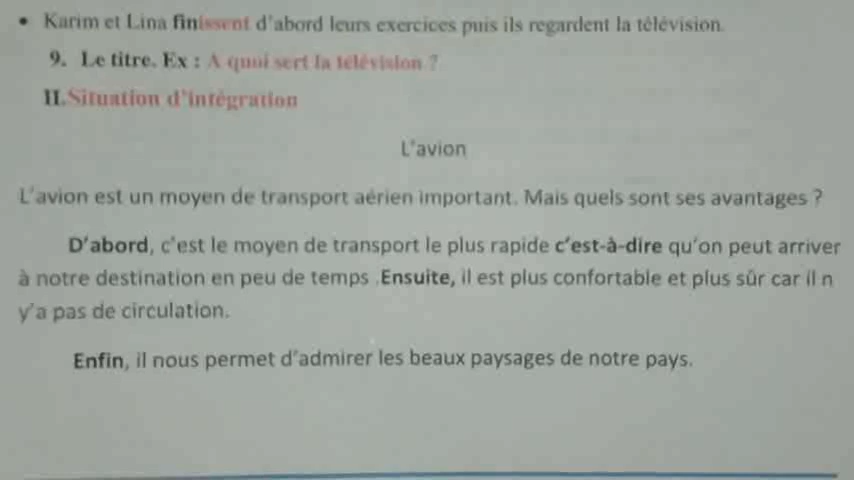 • Karim et Lina finissent d'abord leurs exercices puis ils regardent la télévision.
9. Le titre. Ex : A quoi sert la télévision ?
II.Situation d'intégration
L'avion
L'avion est un moyen de transport aérien important. Mais quels sont ses avantages ?
D'abord, c'est le moyen de transport le plus rapide c'est-à-dire qu'on peut arriver
à notre destination en peu de temps .Ensuite, il est plus confortable et plus sûr car il n
y'a pas de circulation.
Enfin, il nous permet d'admirer les beaux paysages de notre pays.